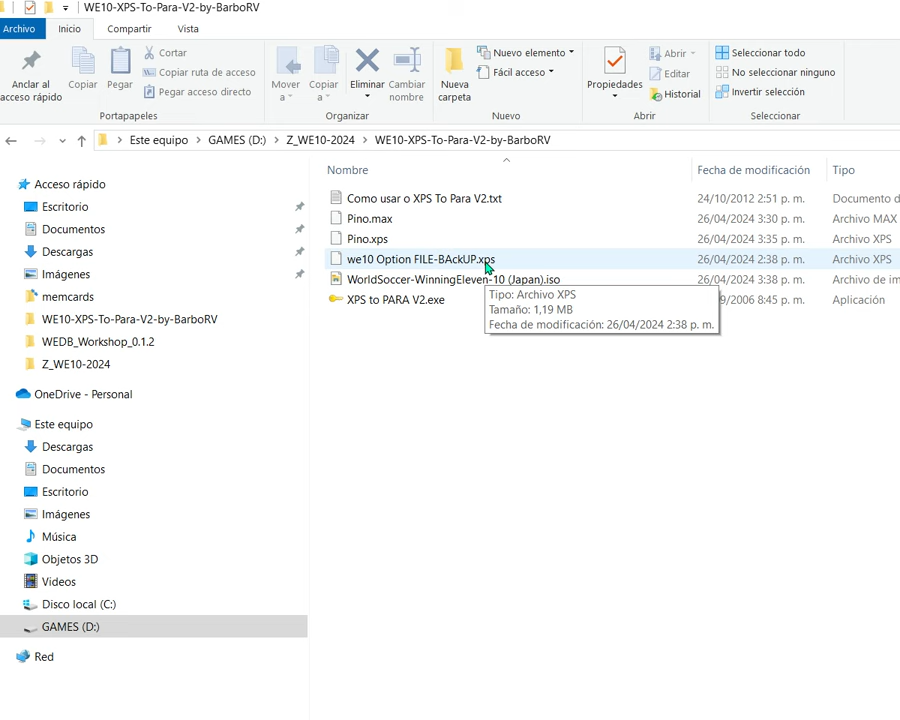 WE10-XPS-To-Para-V2-by-BarboRV
Archivo Inicio Compartir Vista
Anclar al acceso rápido
Copiar
Pegar
Cortar
Copiar ruta de acceso
Pegar acceso directo
Portapapeles
Mover a
Copiar a
Eliminar
Cambiar nombre
Organizar
Nueva carpeta
Nuevo elemento
Fácil acceso
Nuevo
Propiedades
Abrir
Editar
Historial
Abrir
Seleccionar todo
No seleccionar ninguno
Invertir selección
Seleccionar
Este equipo > GAMES (D:) > Z_WE10-2024 > WE10-XPS-To-Para-V2-by-BarboRV
Acceso rápido
Escritorio
Documentos
Descargas
Imágenes
memcards
WE10-XPS-To-Para-V2-by-BarboRV
WEDB_Workshop_0.1.2
Z_WE10-2024
OneDrive - Personal
Este equipo
Descargas
Documentos
Escritorio
Imágenes
Música
Objetos 3D
Videos
Disco local (C:)
GAMES (D:)
Red
Nombre Fecha de modificación Tipo
Como usar o XPS To Para V2.txt 24/10/2012 2:51 p. m. Documento d
Pino.max 26/04/2024 3:30 p. m. Archivo MAX
Pino.xps 26/04/2024 3:35 p. m. Archivo XPS
we10 Option FILE-BAckUP.xps 26/04/2024 2:38 p. m. Archivo XPS
WorldSoccer-WinningEleven-10 (Japan).iso 26/04/2024 3:38 p. m. Archivo de im
XPS to PARA V2.exe 9/2006 8:45 p. m. Aplicación
Tipo: Archivo XPS
Tamaño: 1,19 MB
Fecha de modificación: 26/04/2024 2:38 p. m.